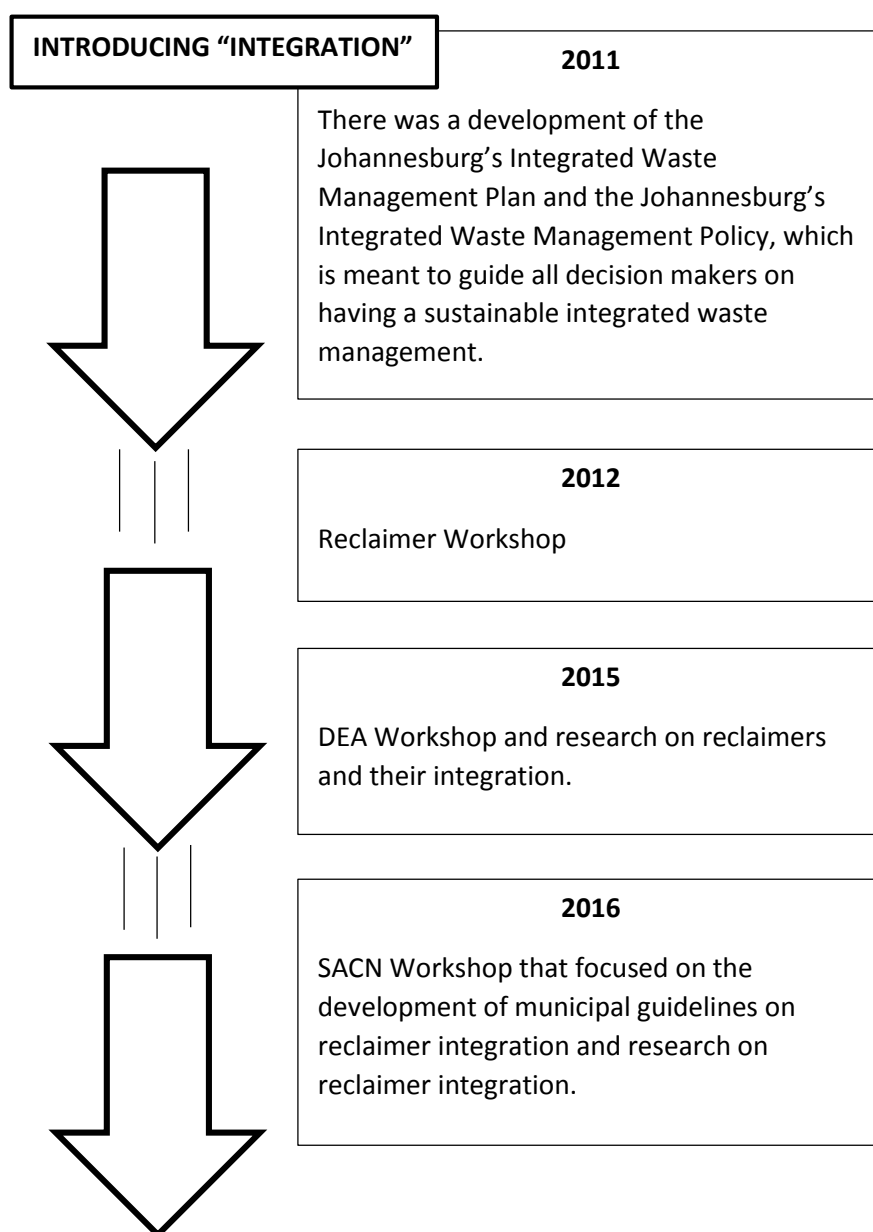 INTRODUCING “INTEGRATION”
2011
There was a development of the
Johannesburg’s Integrated Waste
Management Plan and the Johannesburg’s
Integrated Waste Management Policy, which
is meant to guide all decision makers on
having a sustainable integrated waste
management.
2012
Reclaimer Workshop
2015
DEA Workshop and research on reclaimers
and their integration.
2016
SACN Workshop that focused on the
development of municipal guidelines on
reclaimer integration and research on
reclaimer integration.